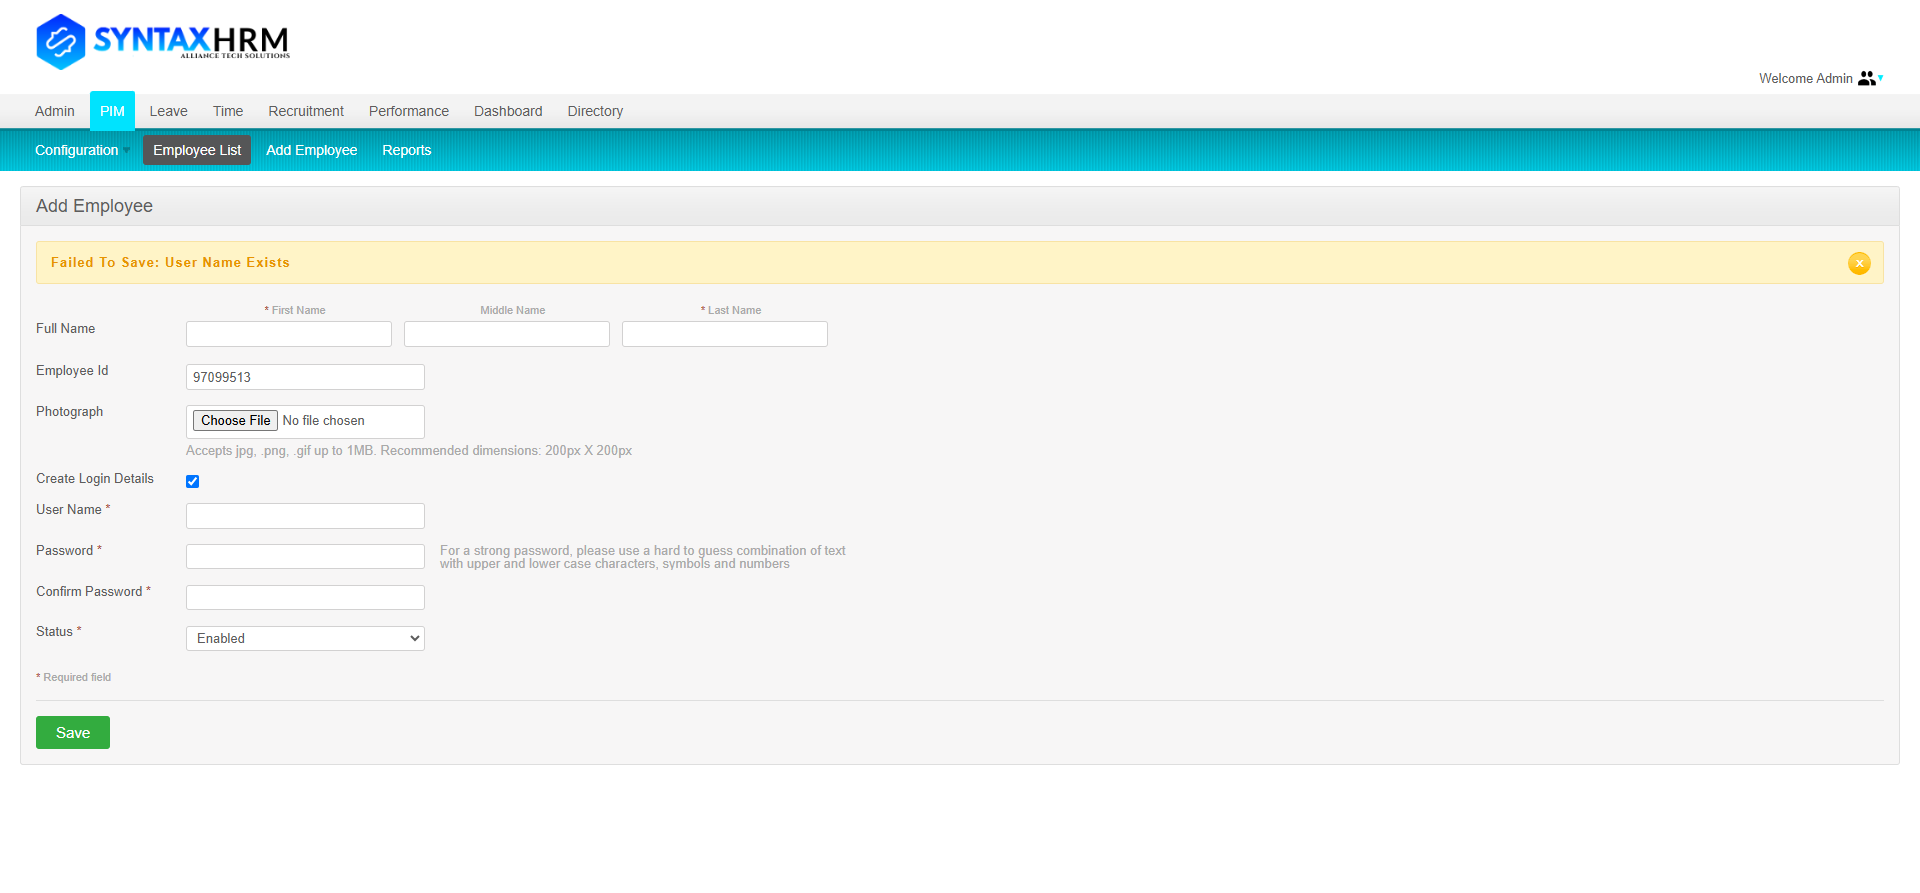 SYNTAXHRM
ALLIANCE TECH SOLUTIONS
Welcome Admin
Admin PIM Leave Time Recruitment Performance Dashboard Directory
Configuration Employee List Add Employee Reports
Add Employee
Failed To Save: User Name Exists
* First Name Middle Name * Last Name
Full Name
Employee Id 97099513
Photograph Choose File No file chosen
Accepts jpg, .png, .gif up to 1MB. Recommended dimensions: 200px X 200px
Create Login Details
User Name *
Password * For a strong password, please use a hard to guess combination of text
with upper and lower case characters, symbols and numbers
Confirm Password *
Status * Enabled
* Required field
Save